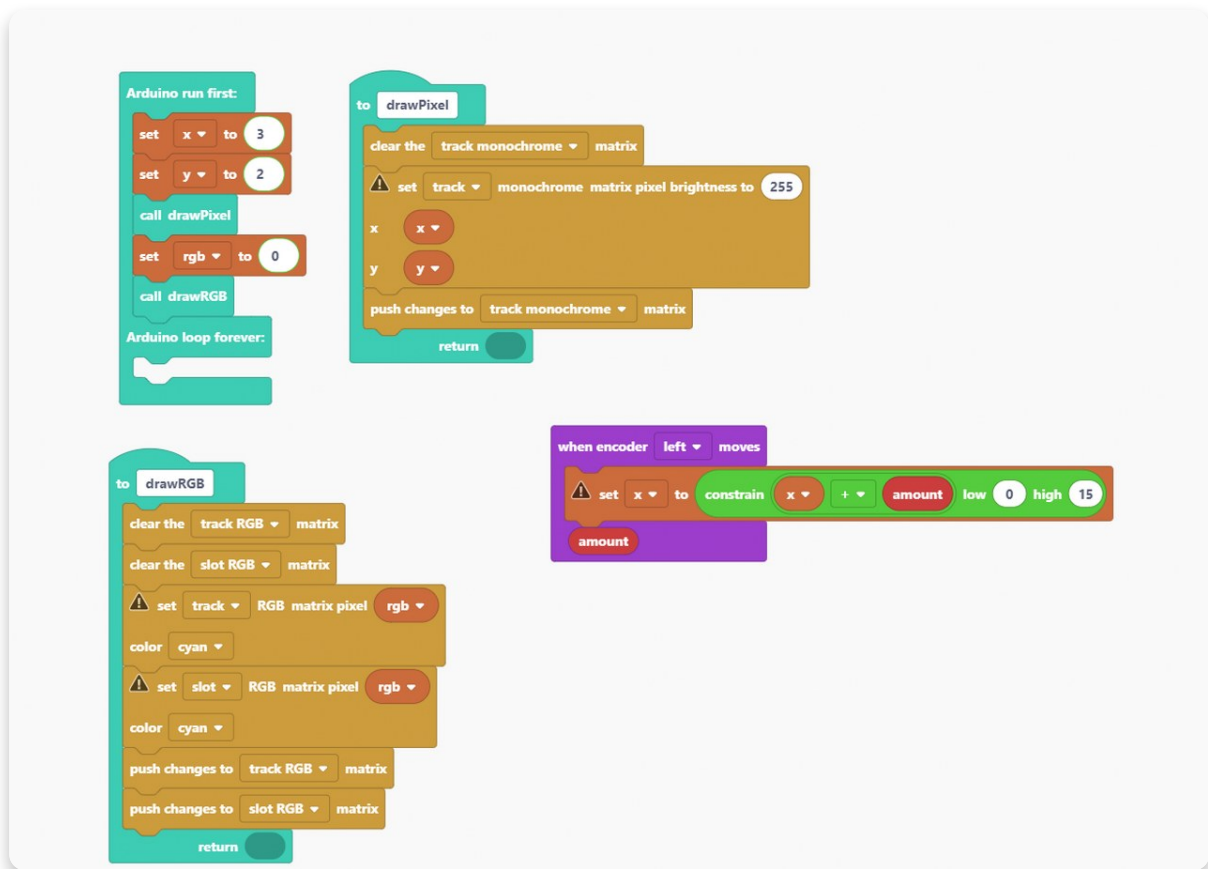 Arduino run first:
set x to 3
set y to 2
call drawPixel
set rgb to 0
call drawRGB
Arduino loop forever:
to drawPixel
clear the track monochrome matrix
set track monochrome matrix pixel brightness to 255
x x
y y
push changes to track monochrome matrix
return
when encoder left moves
set x to constrain x + amount low 0 high 15
amount
to drawRGB
clear the track RGB matrix
clear the slot RGB matrix
set track RGB matrix pixel rgb
color cyan
set slot RGB matrix pixel rgb
color cyan
push changes to track RGB matrix
push changes to slot RGB matrix
return